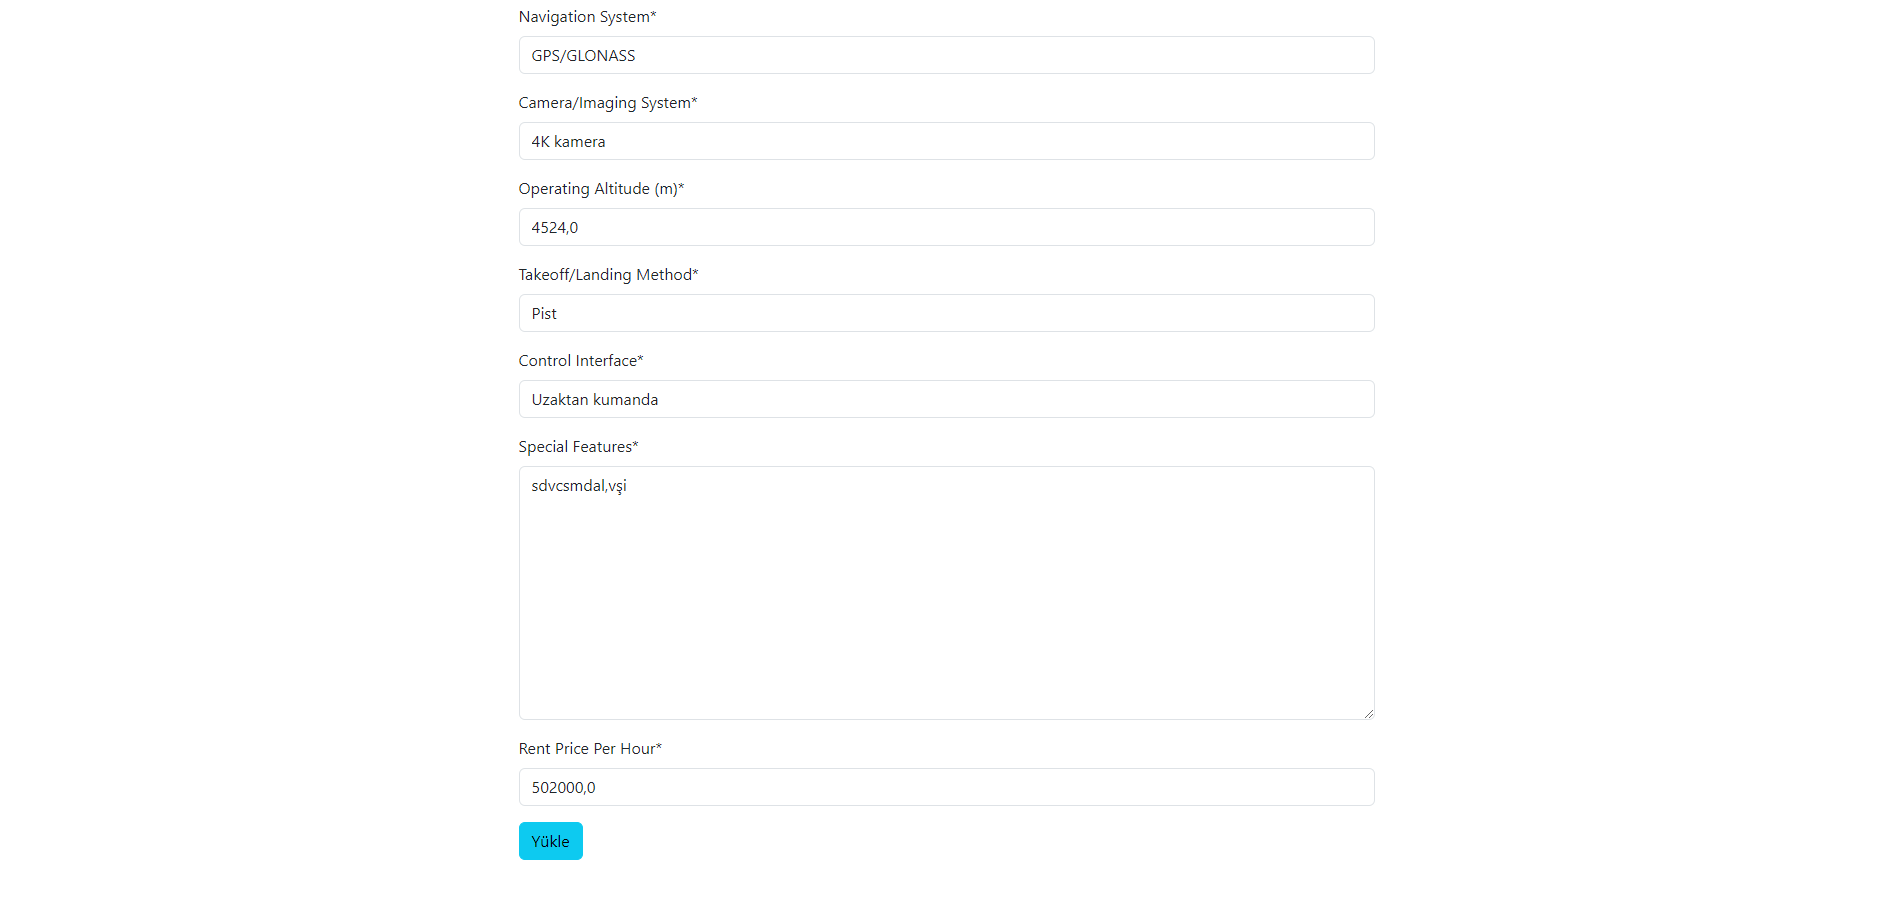 Navigation System*
GPS/GLONASS
Camera/Imaging System*
4K kamera
Operating Altitude (m)*
4524,0
Takeoff/Landing Method*
Pist
Control Interface*
Uzaktan kumanda
Special Features*
sdvcsmdal,vşi
Rent Price Per Hour*
502000,0
Yükle